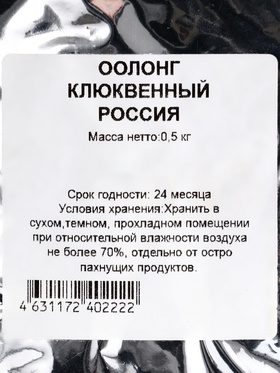 ООЛОНГ
КЛЮКВЕННЫЙ
РОССИЯ
Масса нетто:0,5 кг
Срок годности: 24 месяца
Условия хранения:Хранить в
сухом,темном, прохладном помещении
при относительной влажности воздуха
не более 70%, отдельно от остро
пахнущих продуктов.
4 631172 402222